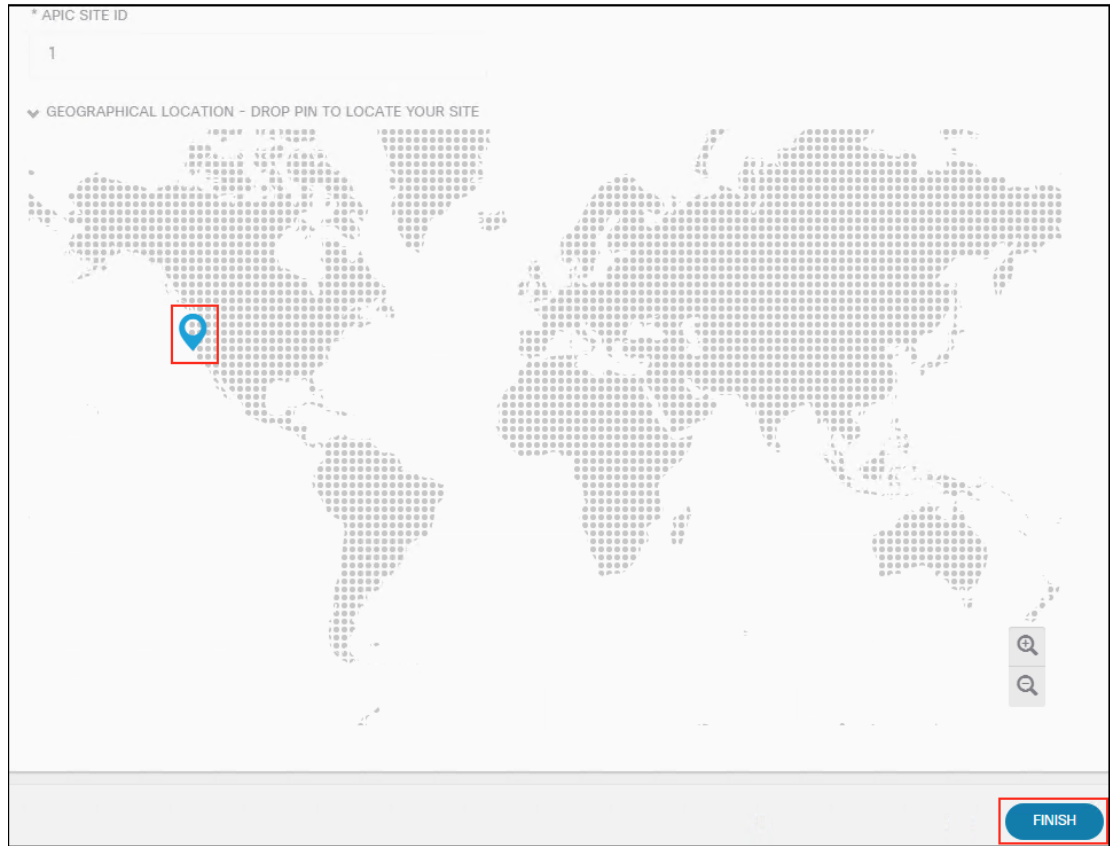 * APIC SITE ID
1
GEOGRAPHICAL LOCATION - DROP PIN TO LOCATE YOUR SITE
FINISH